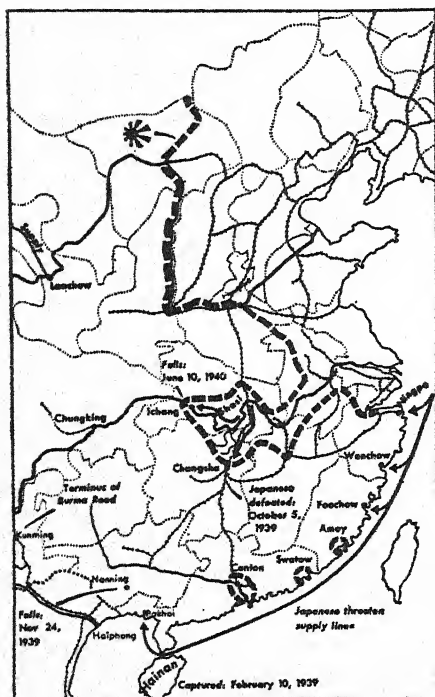 Lanchow
Falls:
June 10, 1940
Ichang
Chungking
Changsha
Ningpo
Wenchow
Foochow
Amoy
Swatow
Canton
Japanese
defeated:
October 5,
1939
Terminus of
Burma Road
Kunming
Nanning
Pakhoi
Falls:
Nov 24,
1939
Haiphong
Japanese threaten
supply lines
Hainan
Captured: February 10, 1939